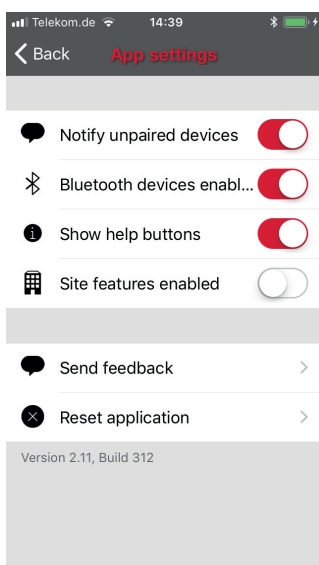 Telekom.de 14:39
Back App settings
Notify unpaired devices
Bluetooth devices enabl...
Show help buttons
Site features enabled
Send feedback
Reset application
Version 2.11, Build 312